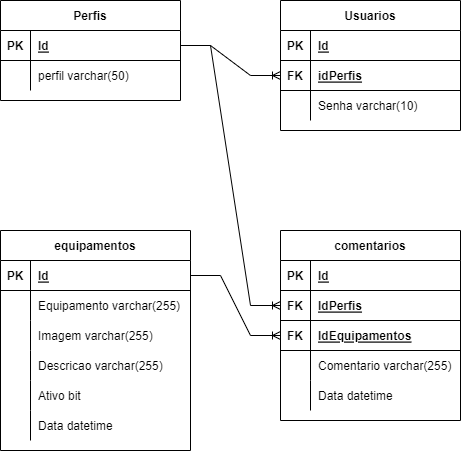 Perfis
PK Id
perfil varchar(50)
Usuarios
PK Id
FK idPerfis
Senha varchar(10)
equipamentos
PK Id
Equipamento varchar(255)
Imagem varchar(255)
Descricao varchar(255)
Ativo bit
Data datetime
comentarios
PK Id
FK IdPerfis
FK IdEquipamentos
Comentario varchar(255)
Data datetime